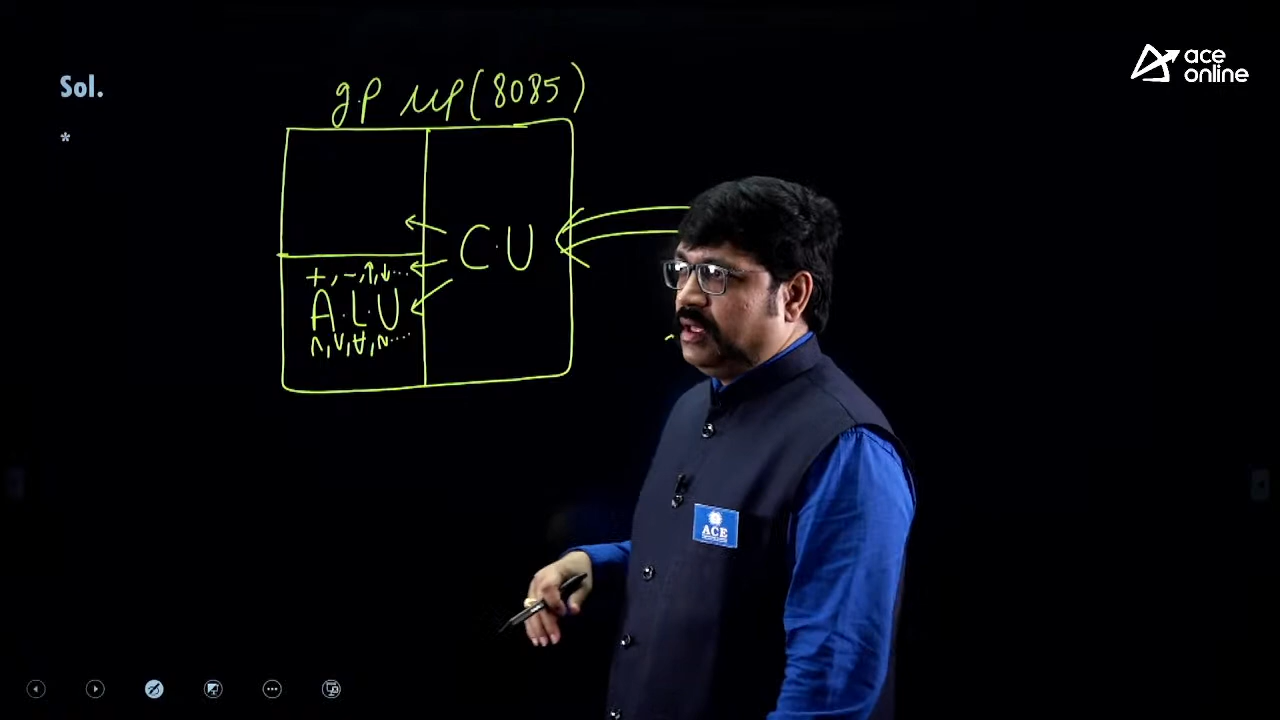 ace
online
Sol.
*
g.p μp (8085)
C.U
+, -, ↑, ↓....
A.L.U
∧, ∨, ⊻, ~....
ACE